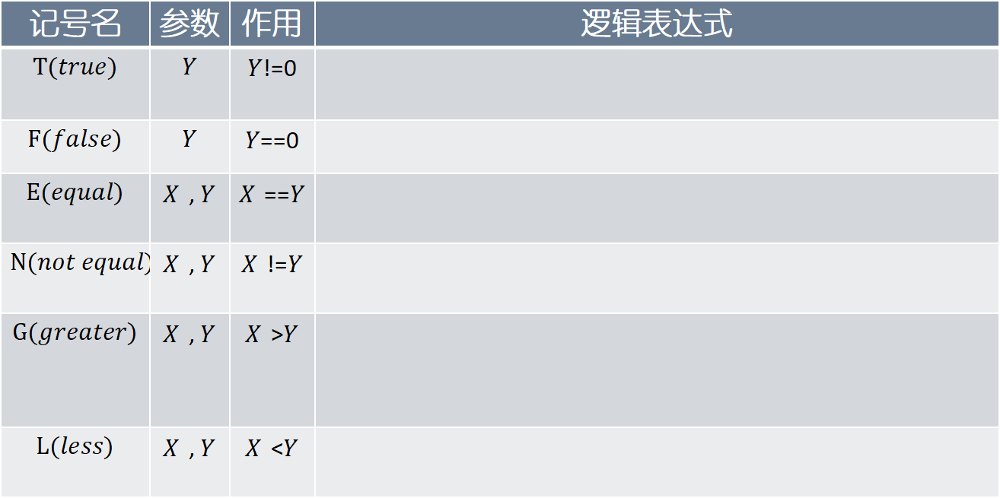 记号名 参数 作用 逻辑表达式
T(true) Y Y!=0
F(false) Y Y==0
E(equal) X ,Y X ==Y
N(not equal) X ,Y X !=Y
G(greater) X ,Y X >Y
L(less) X ,Y X <Y